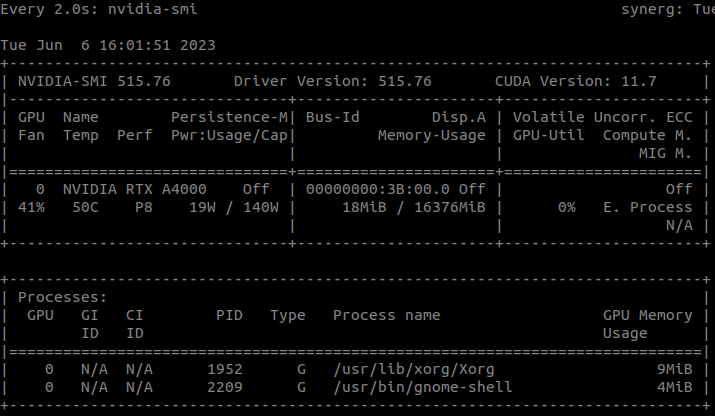 Every 2.0s: nvidia-smi                                               synerg: Tue

Tue Jun  6 16:01:51 2023
+-----------------------------------------------------------------------------+
| NVIDIA-SMI 515.76       Driver Version: 515.76       CUDA Version: 11.7     |
|-------------------------------+----------------------+----------------------+
| GPU  Name        Persistence-M| Bus-Id        Disp.A | Volatile Uncorr. ECC
| Fan  Temp  Perf  Pwr:Usage/Cap|         Memory-Usage | GPU-Util  Compute M.
|                               |                      |               MIG M.
|===============================+======================+======================
|   0  NVIDIA RTX A4000    Off  | 00000000:3B:00.0 Off |                  Off
| 41%   50C    P8    19W / 140W |     18MiB / 16376MiB |      0%   E. Process
|                               |                      |                  N/A
+-------------------------------+----------------------+----------------------+

+-----------------------------------------------------------------------------+
| Processes:                                                                  |
|  GPU   GI   CI        PID   Type   Process name                  GPU Memory |
|        ID   ID                                                   Usage      |
|=============================================================================|
|    0   N/A  N/A      1952      G   /usr/lib/xorg/Xorg                  9MiB |
|    0   N/A  N/A      2209      G   /usr/bin/gnome-shell                4MiB |
+-----------------------------------------------------------------------------+